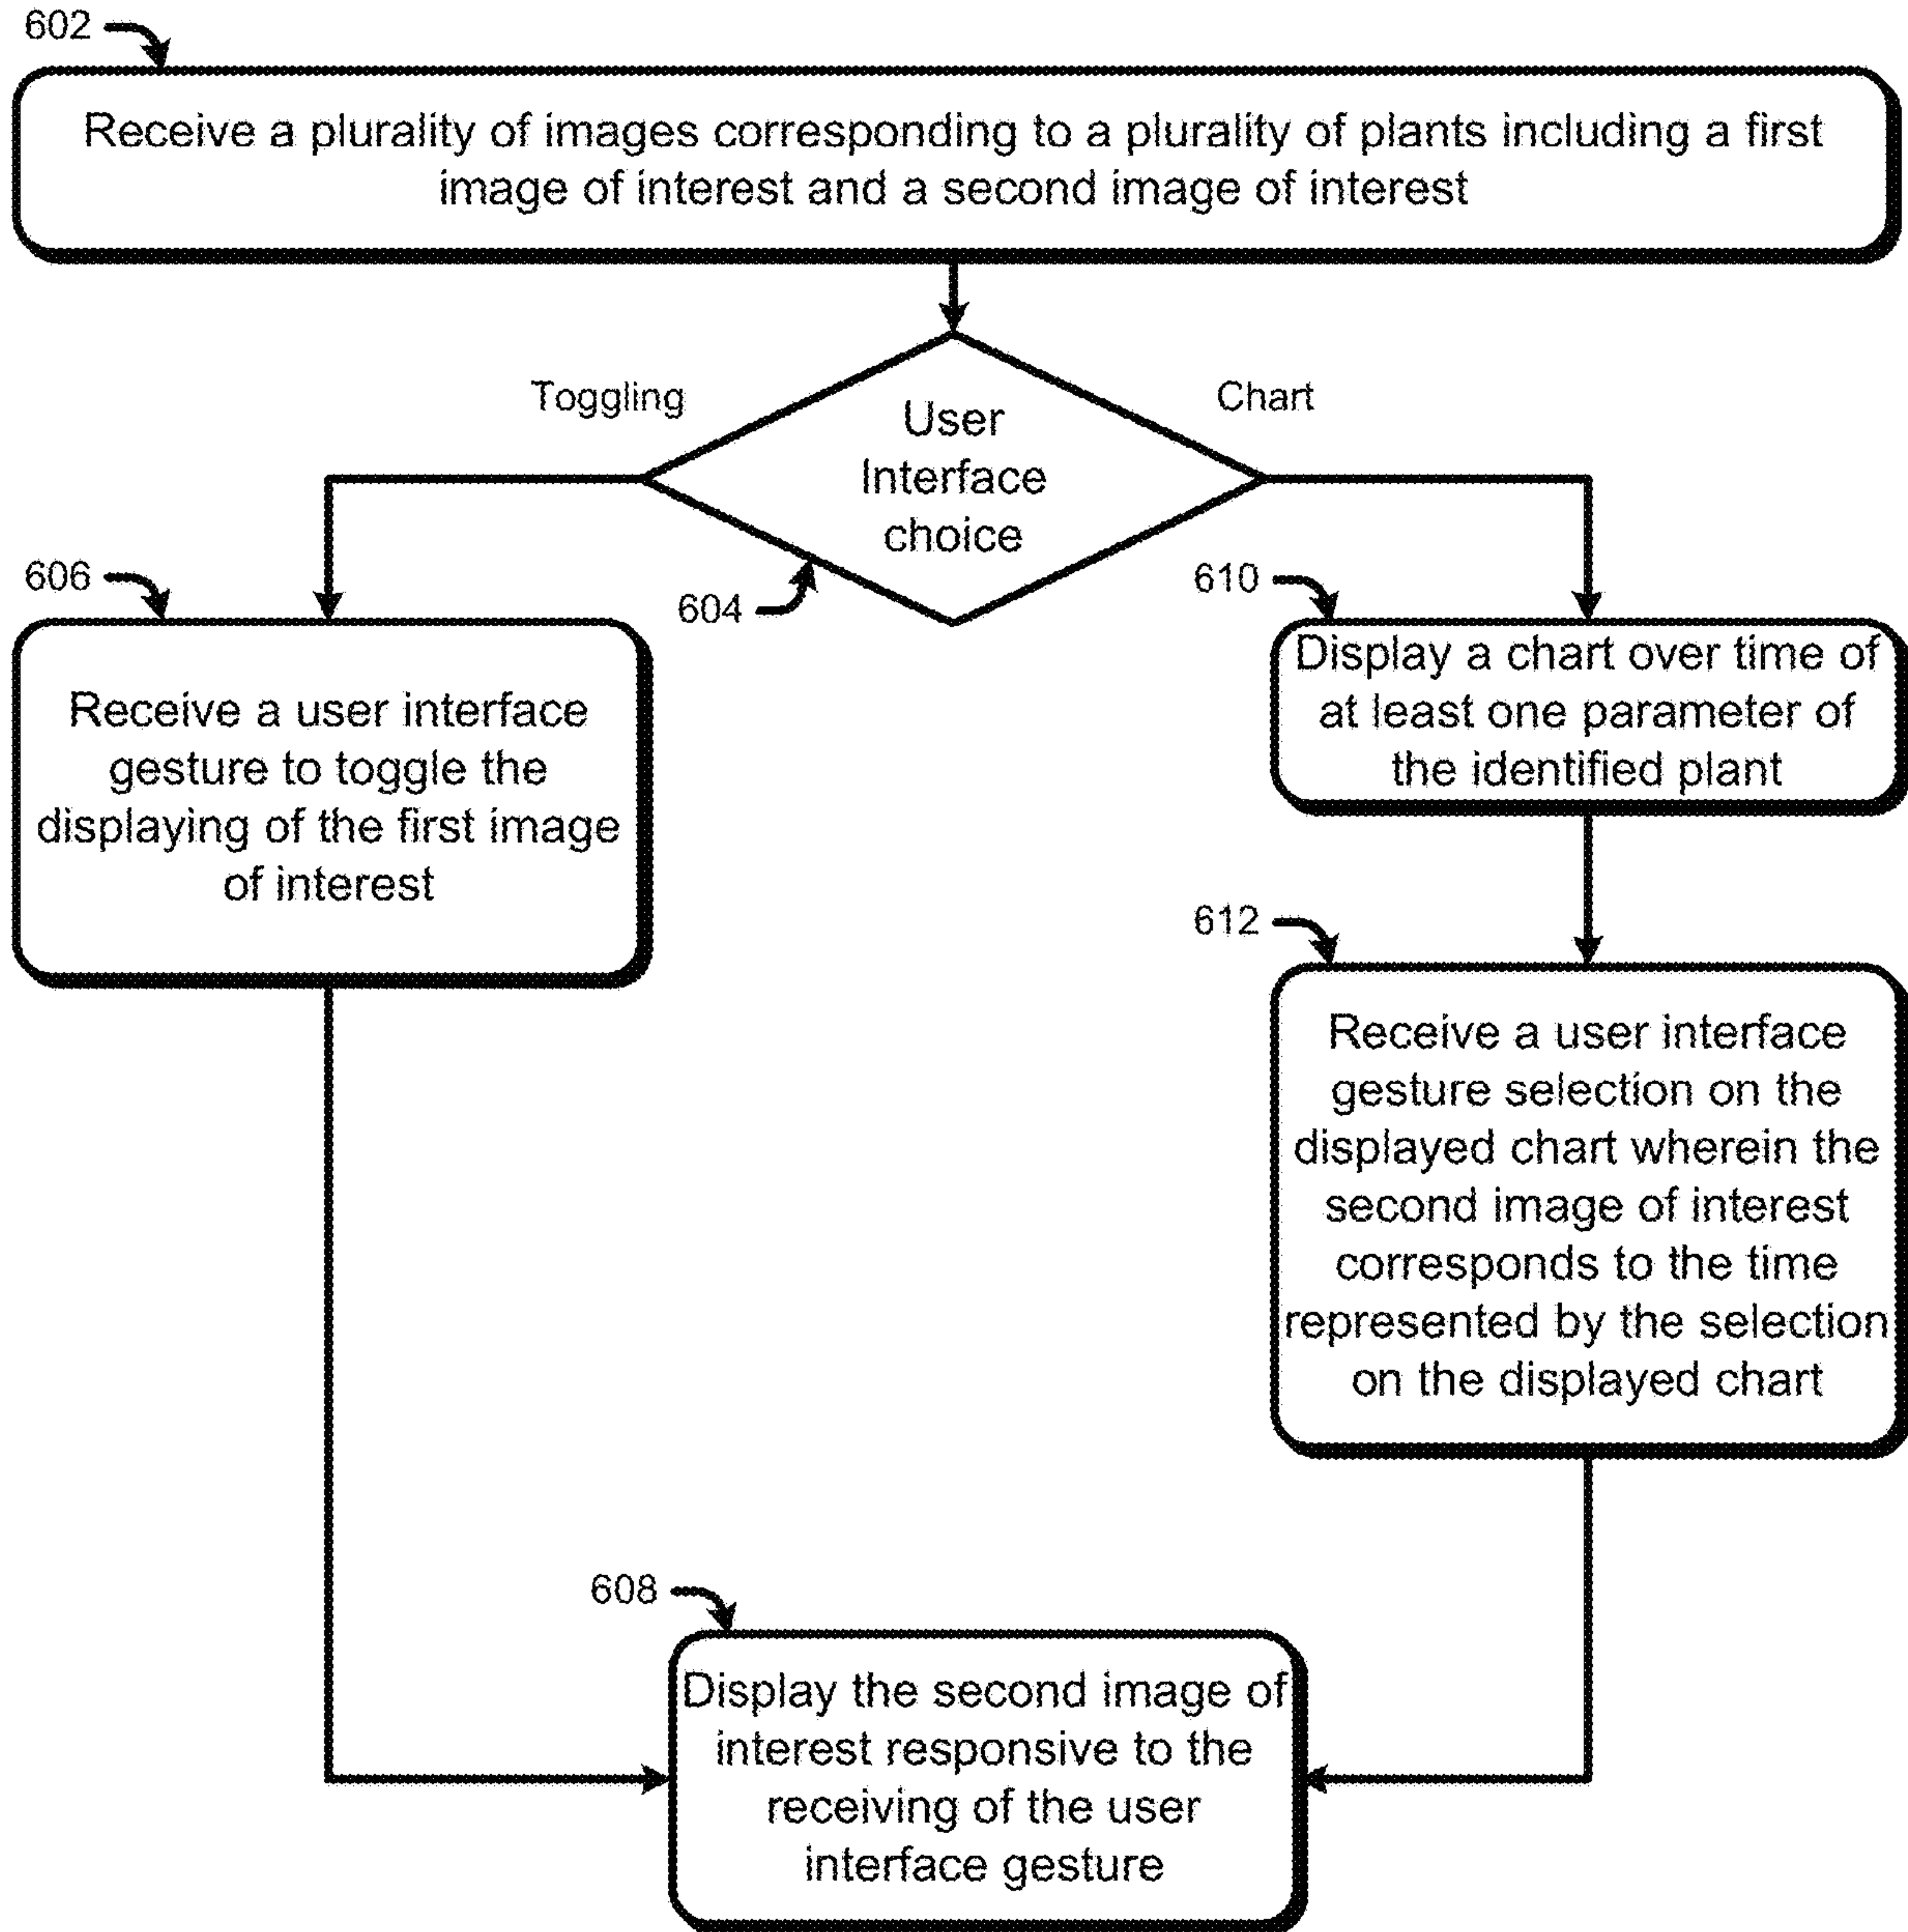 602
Receive a plurality of images corresponding to a plurality of plants including a first
image of interest and a second image of interest
Toggling
Chart
User
Interface
choice
604
606
Receive a user interface
gesture to toggle the
displaying of the first image
of interest
610
Display a chart over time of
at least one parameter of
the identified plant
612
Receive a user interface
gesture selection on the
displayed chart wherein the
second image of interest
corresponds to the time
represented by the selection
on the displayed chart
608
Display the second image of
interest responsive to the
receiving of the user
interface gesture